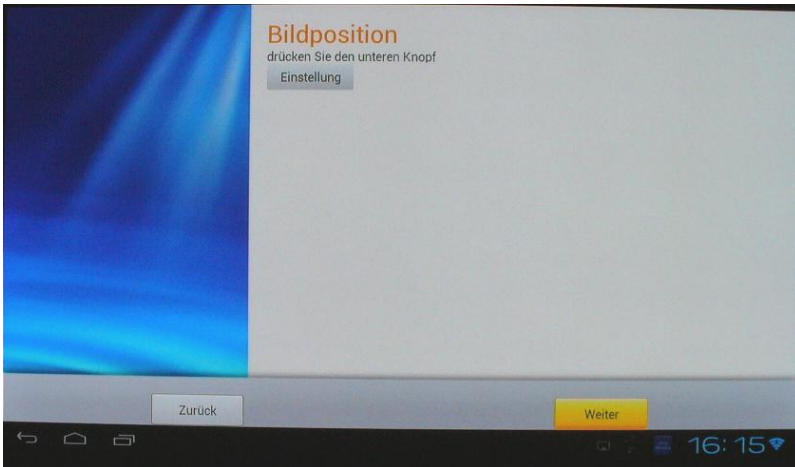 Bildposition
drücken Sie den unteren Knopf
Einstellung
Zurück
Weiter
16:15